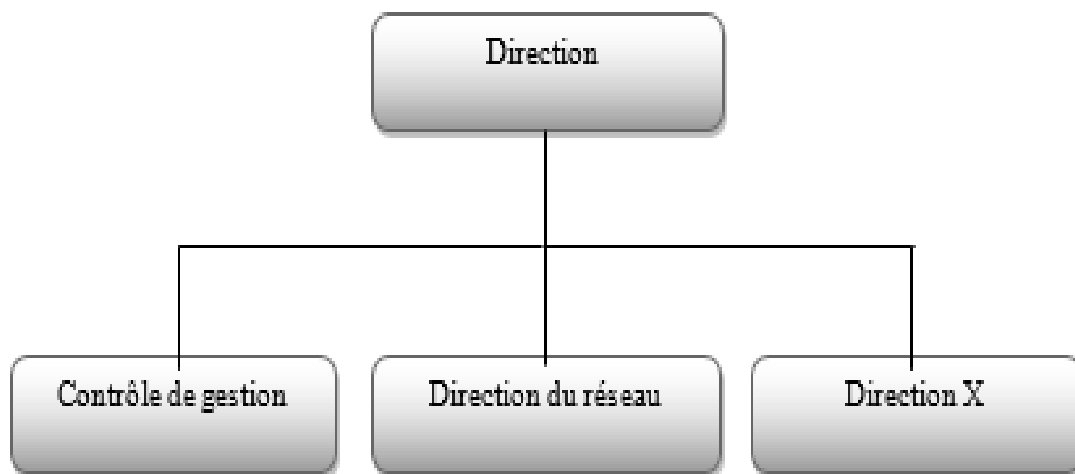 Direction
Contrôle de gestion
Direction du réseau
Direction X